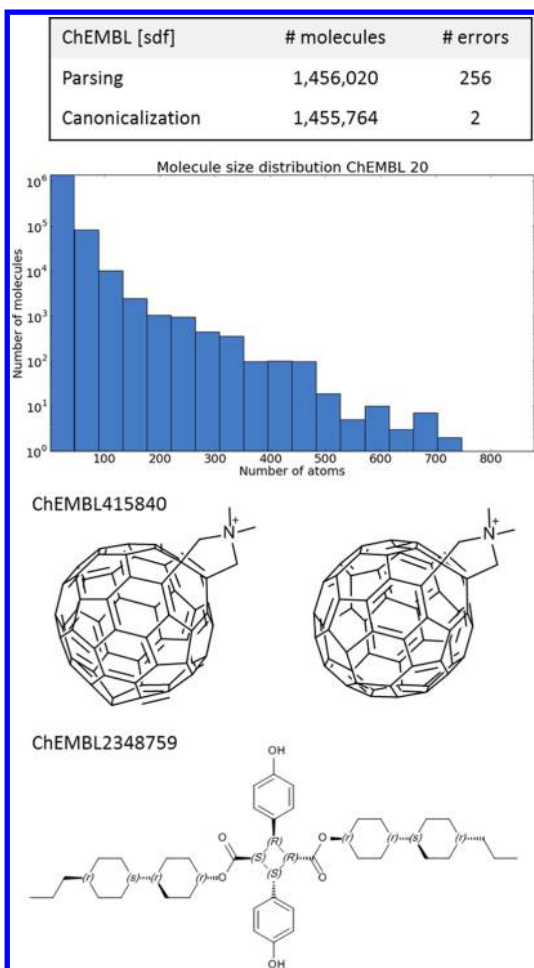 ChEMBL [sdf] # molecules # errors
Parsing 1,456,020 256
Canonicalization 1,455,764 2
Molecule size distribution ChEMBL 20
Number of molecules
10⁶
10⁵
10⁴
10³
10²
10¹
10⁰
100 200 300 400 500 600 700 800
Number of atoms
ChEMBL415840
N+ N+
ChEMBL2348759
OH
(R)
O O (r) (r) (s) (r)
(S) (R)
(r) (s) (r) (r) O (S) O
OH